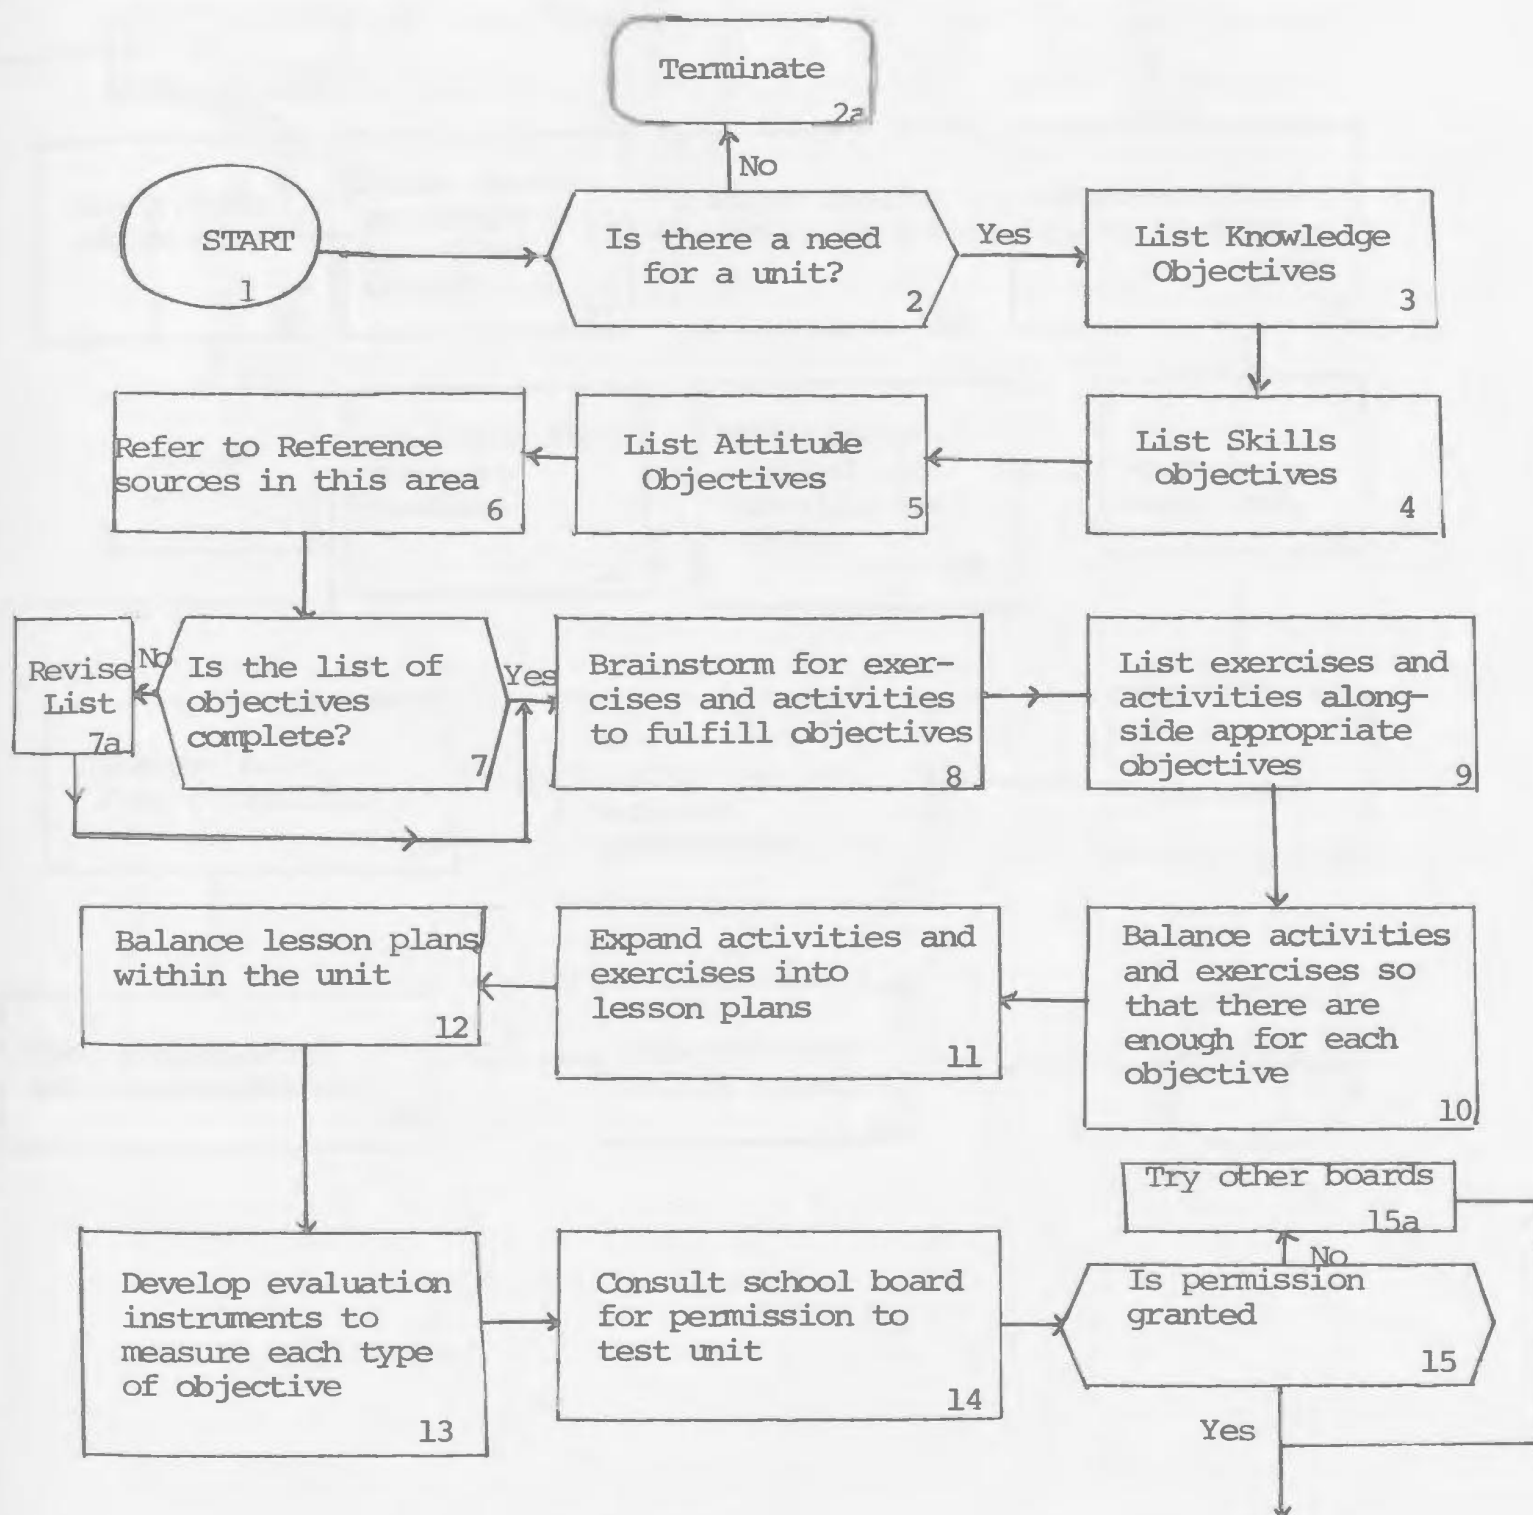 Terminate
2a
No
START
1
Is there a need
for a unit?
2
Yes
List Knowledge
Objectives
3
List Skills
objectives
4
List Attitude
Objectives
5
Refer to Reference
sources in this area
6
Is the list of
objectives
complete?
7
No
Revise
List
7a
Yes
Brainstorm for exer-
cises and activities
to fulfill objectives
8
List exercises and
activities along-
side appropriate
objectives
9
Balance activities
and exercises so
that there are
enough for each
objective
10
Expand activities and
exercises into
lesson plans
11
Balance lesson plans
within the unit
12
Develop evaluation
instruments to
measure each type
of objective
13
Consult school board
for permission to
test unit
14
Is permission
granted
15
No
Try other boards
15a
Yes